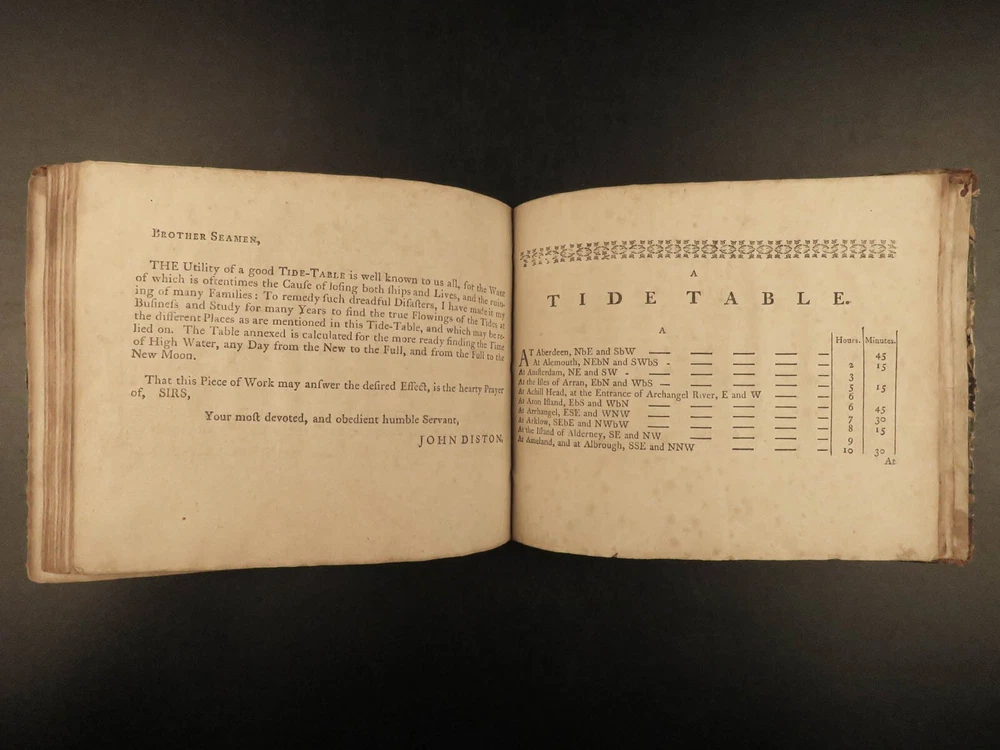 BROTHER SEAMEN,
THE Utility of a good TIDE-TABLE is well known to us all, for the Want
of which is oftentimes the Cauſe of loſing both ſhips and Lives, and the ruin-
ing of many Families: To remedy ſuch dreadful Diſaſters, I have made it my
Buſineſs and Study for many Years to find the true Flowings of the Tides at
the different Places as are mentioned in this Tide-Table, and which may be re-
lied on. The Table annexed is calculated for the more ready finding the Time
of High Water, any Day from the New to the Full, and from the Full to the
New Moon.
That this Piece of Work may anſwer the deſired Effect, is the hearty Prayer
of, SIRS,
Your moſt devoted, and obedient humble Servant,
JOHN DISTON.
A
TIDE TABLE.
A
Hours. Minutes.
AT Aberdeen, NbE and SbW — — — — 45
At Alemouth, NEbN and SWbS - — — — — 2 15
At Amſterdam, NE and SW - — — — — 3
At the Iſles of Arran, EbN and WbS — — — — 5 15
At Achill Head, at the Entrance of Archangel River, E and W — — 6
At Aron Iſland, EbS and WbN — — — — 6 45
At Archangel, ESE and WNW — — — — 7 30
At Arklow, SEbE and NWbW — — — — 8 15
At the Iſland of Alderney, SE and NW — — — — 9
At Ameland, and at Albrough, SSE and NNW — — — 10 30
At